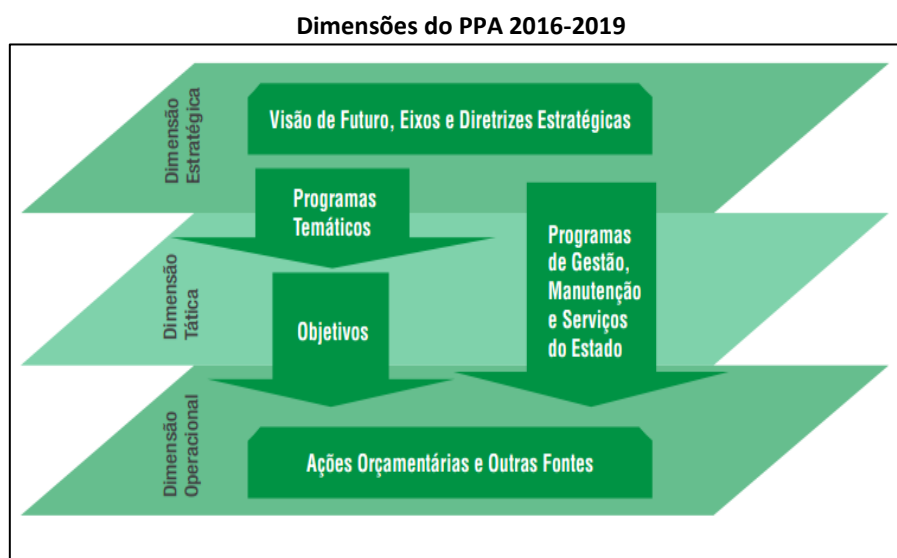 Dimensões do PPA 2016-2019
Dimensão
Estratégica
Visão de Futuro, Eixos e Diretrizes Estratégicas
Programas
Temáticos
Dimensão
Tática
Objetivos
Programas
de Gestão,
Manutenção
e Serviços
do Estado
Dimensão
Operacional
Ações Orçamentárias e Outras Fontes